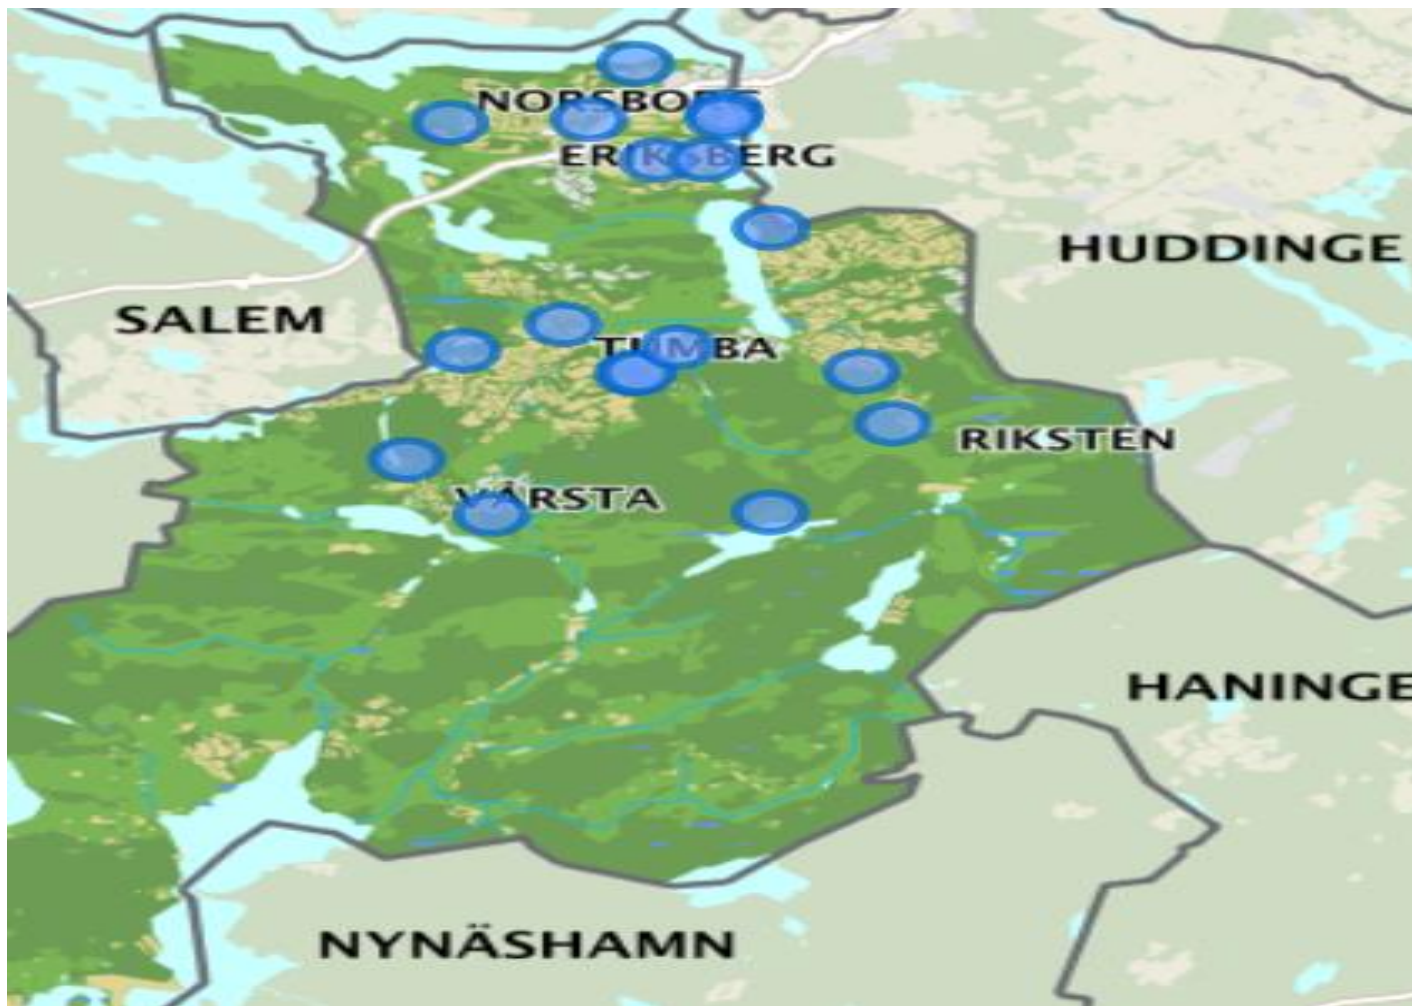 NORSBORG
ERIKSBERG
HUDDINGE
SALEM
TUMBA
RIKSTEN
VÅRSTA
HANINGE
NYNÄSHAMN